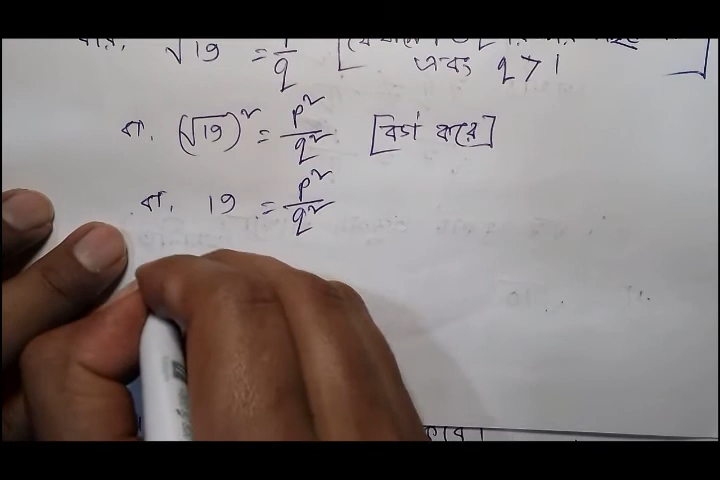 √19 = p/q
এবং q > 1
বা, (√19)² = p²/q² [বর্গ করে]
বা, 19 = p²/q²